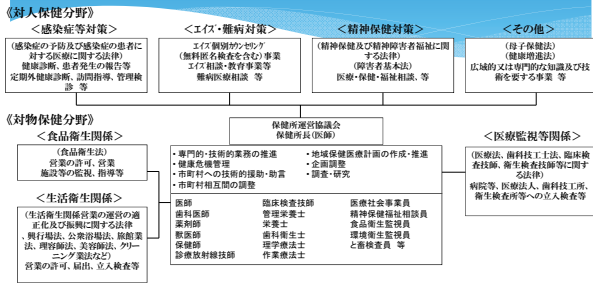 《対人保健分野》
＜感染症等対策＞
(感染症の予防及び感染症の患者に
対する医療に関する法律)
健康診断、患者発生の報告等
定期外健康診断、訪問指導、管理検
診 等
＜エイズ・難病対策＞
エイズ個別カウンセリング
(無料匿名検査を含む)事業
エイズ相談・教育事業等
難病医療相談 等
＜精神保健対策＞
(精神保健及び精神障害者福祉に関
する法律)
(障害者基本法)
医療・保健・福祉相談、等
＜その他＞
(母子保健法)
(健康増進法)
広域的又は専門的な知識及び技
術を要する事業 等
《対物保健分野》
＜食品衛生関係＞
(食品衛生法)
営業の許可、営業
施設等の監視、指導等
＜生活衛生関係＞
(生活衛生関係営業の運営の適
正化及び振興に関する法律
、興行場法、公衆浴場法、旅館業
法、理容師法、美容師法、クリー
ニング業法など)
営業の許可、届出、立入検査等
保健所運営協議会
保健所長(医師)
・専門的・技術的業務の推進
・健康危機管理
・市町村への技術的援助・助言
・市町村相互間の調整
・地域保健医療計画の作成・推進
・企画調整
・調査・研究
医師
歯科医師
薬剤師
獣医師
保健師
診療放射線技師
臨床検査技師
管理栄養士
栄養士
歯科衛生士
理学療法士
作業療法士
医療社会事業員
精神保健福祉相談員
食品衛生監視員
環境衛生監視員
と畜検査員 等
＜医療監視等関係＞
(医療法、歯科技工士法、臨床検
査技師、衛生検査技師等に関す
る法律)
病院等、医療法人、歯科技工所、
衛生検査所等への立入検査等